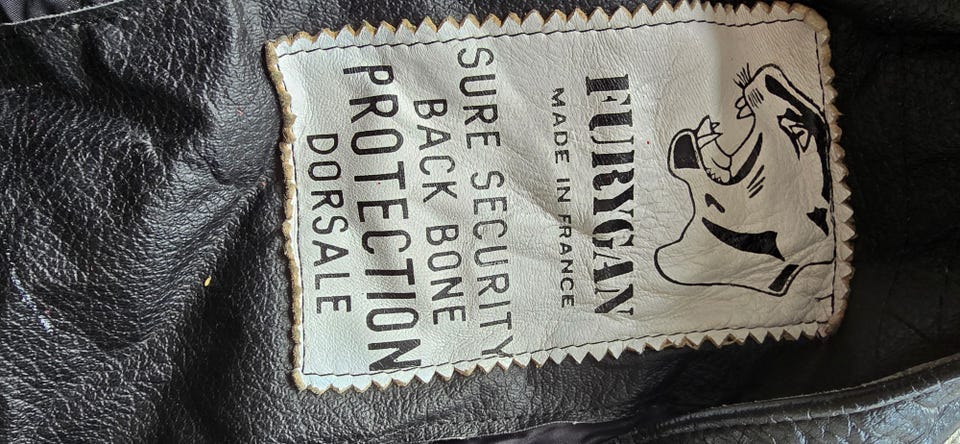 FURYGAN
MADE IN FRANCE
SURE SECURITY
BACK BONE
PROTECTION
DORSALE